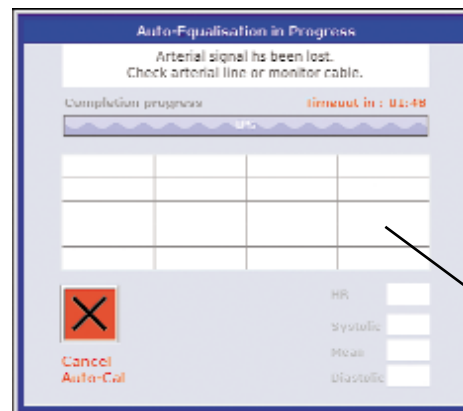 Auto-Equalisation in Progress
Arterial signal hs been lost.
Check arterial line or monitor cable.
Completion progress
Timeout in : 01:48
0%
HR
Systolic
Mean
Diastolic
Cancel
Auto-Cal